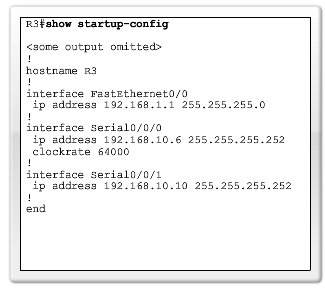 R3#show startup-config
<some output omitted>
!
hostname R3
!
interface FastEthernet0/0
ip address 192.168.1.1 255.255.255.0
!
interface Serial0/0/0
ip address 192.168.10.6 255.255.255.252
clockrate 64000
!
interface Serial0/0/1
ip address 192.168.10.10 255.255.255.252
!
end